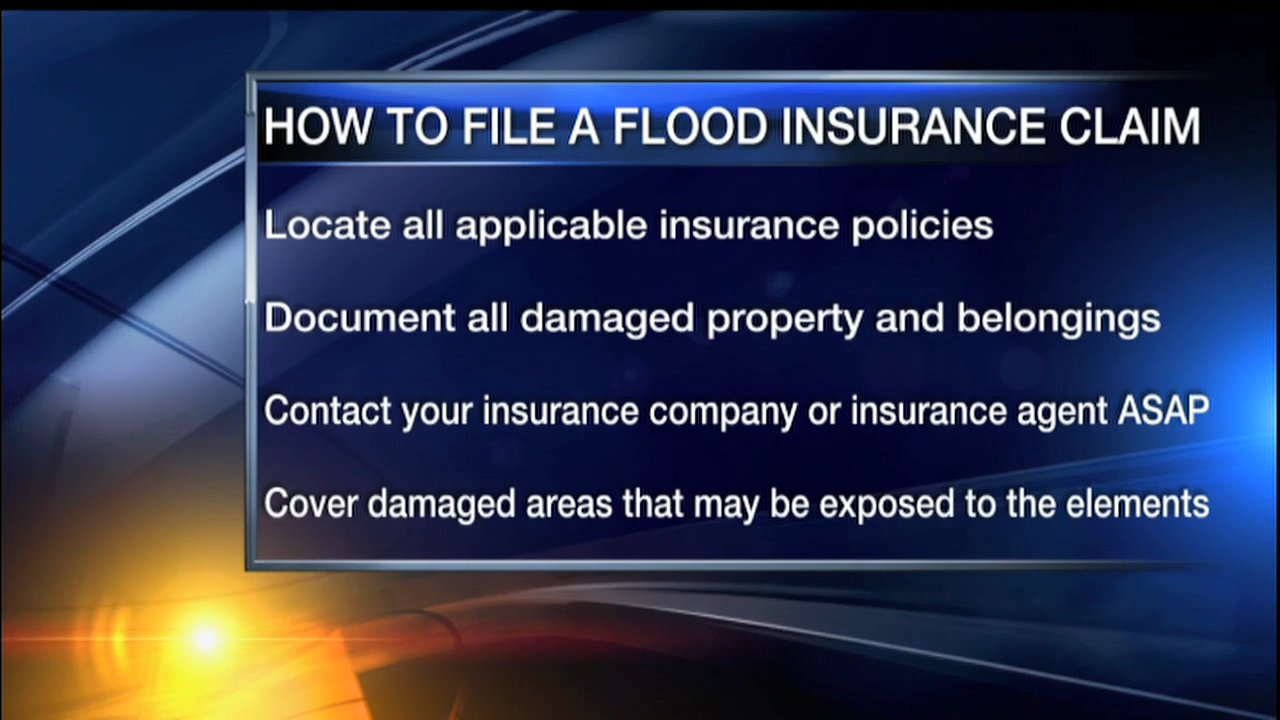 HOW TO FILE A FLOOD INSURANCE CLAIM
Locate all applicable insurance policies
Document all damaged property and belongings
Contact your insurance company or insurance agent ASAP
Cover damaged areas that may be exposed to the elements